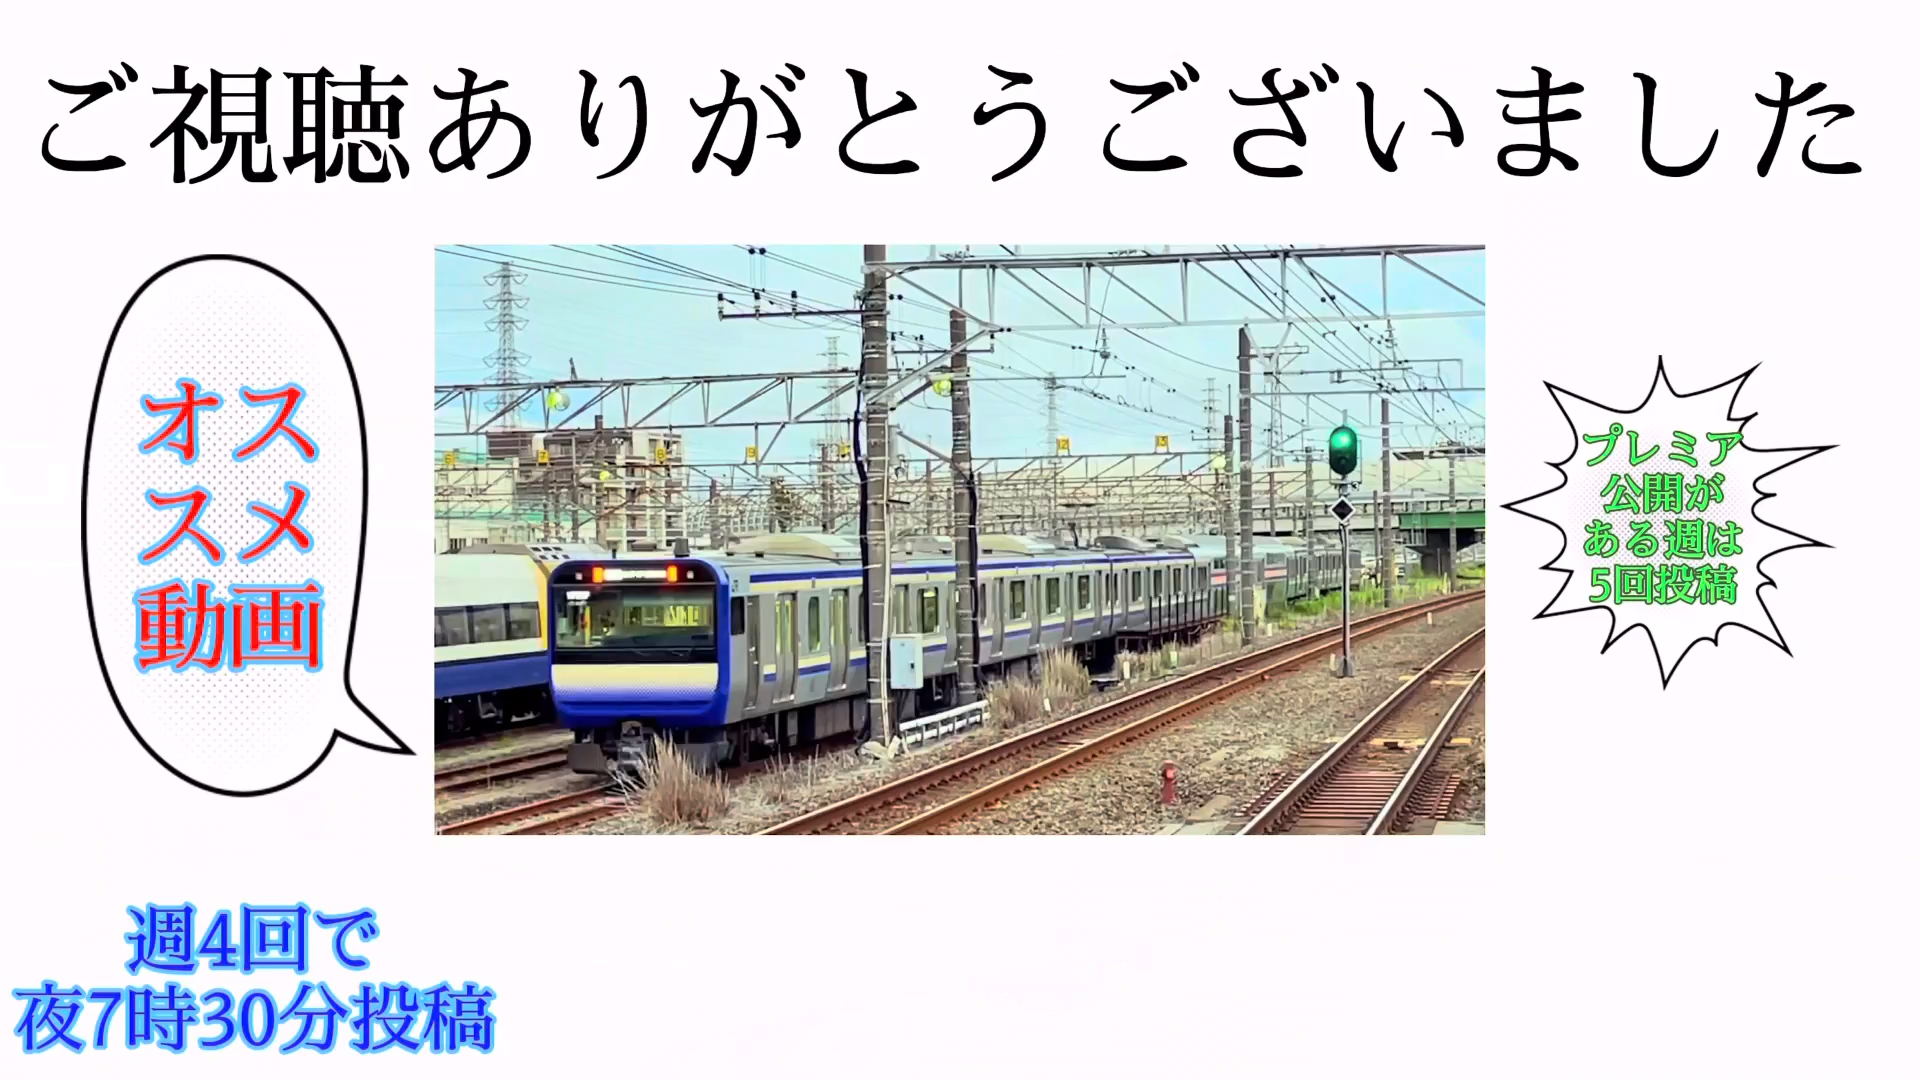 ご視聴ありがとうございました
オス
スメ
動画
プレミア
公開が
ある週は
5回投稿
週4回で
夜7時30分投稿